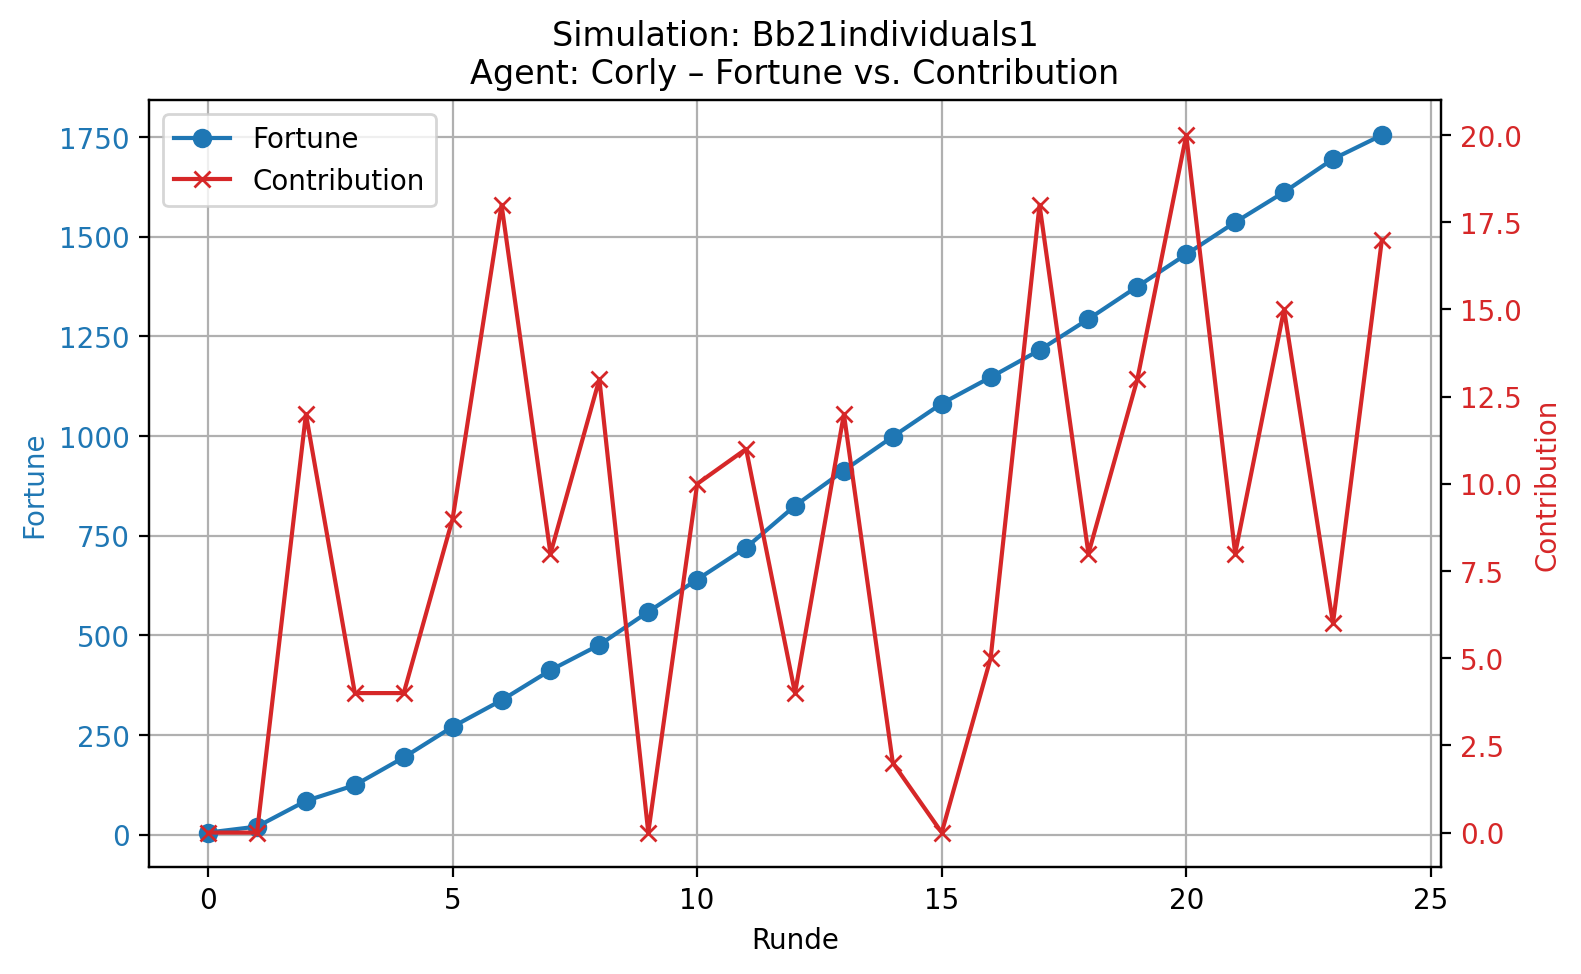 Simulation: Bb21individuals1
Agent: Corly – Fortune vs. Contribution
Fortune
Contribution
1750
1500
1250
1000
750
500
250
0
Fortune
20.0
17.5
15.0
12.5
10.0
7.5
5.0
2.5
0.0
Contribution
0 5 10 15 20 25
Runde